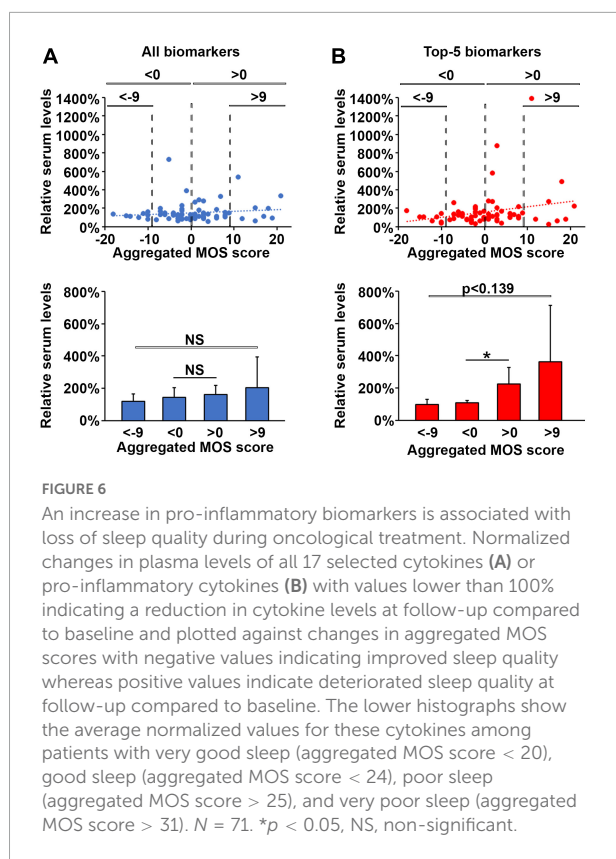 A
All biomarkers
B
Top-5 biomarkers
<0
>0
<0
>0
<-9
>9
<-9
>9
Relative serum levels
1400%
1200%
1000%
800%
600%
400%
200%
0%
-20
-10
0
10
20
Aggregated MOS score
Relative serum levels
1400%
1200%
1000%
800%
600%
400%
200%
0%
-20
-10
0
10
20
Aggregated MOS score
Relative serum levels
800%
600%
400%
200%
0%
NS
NS
<-9
<0
>0
>9
Aggregated MOS score
Relative serum levels
800%
600%
400%
200%
0%
p<0.139
*
<-9
<0
>0
>9
Aggregated MOS score
FIGURE 6
An increase in pro-inflammatory biomarkers is associated with
loss of sleep quality during oncological treatment. Normalized
changes in plasma levels of all 17 selected cytokines (A) or
pro-inflammatory cytokines (B) with values lower than 100%
indicating a reduction in cytokine levels at follow-up compared
to baseline and plotted against changes in aggregated MOS
scores with negative values indicating improved sleep quality
whereas positive values indicate deteriorated sleep quality at
follow-up compared to baseline. The lower histographs show
the average normalized values for these cytokines among
patients with very good sleep (aggregated MOS score < 20),
good sleep (aggregated MOS score < 24), poor sleep
(aggregated MOS score > 25), and very poor sleep (aggregated
MOS score > 31). N = 71. *p < 0.05, NS, non-significant.